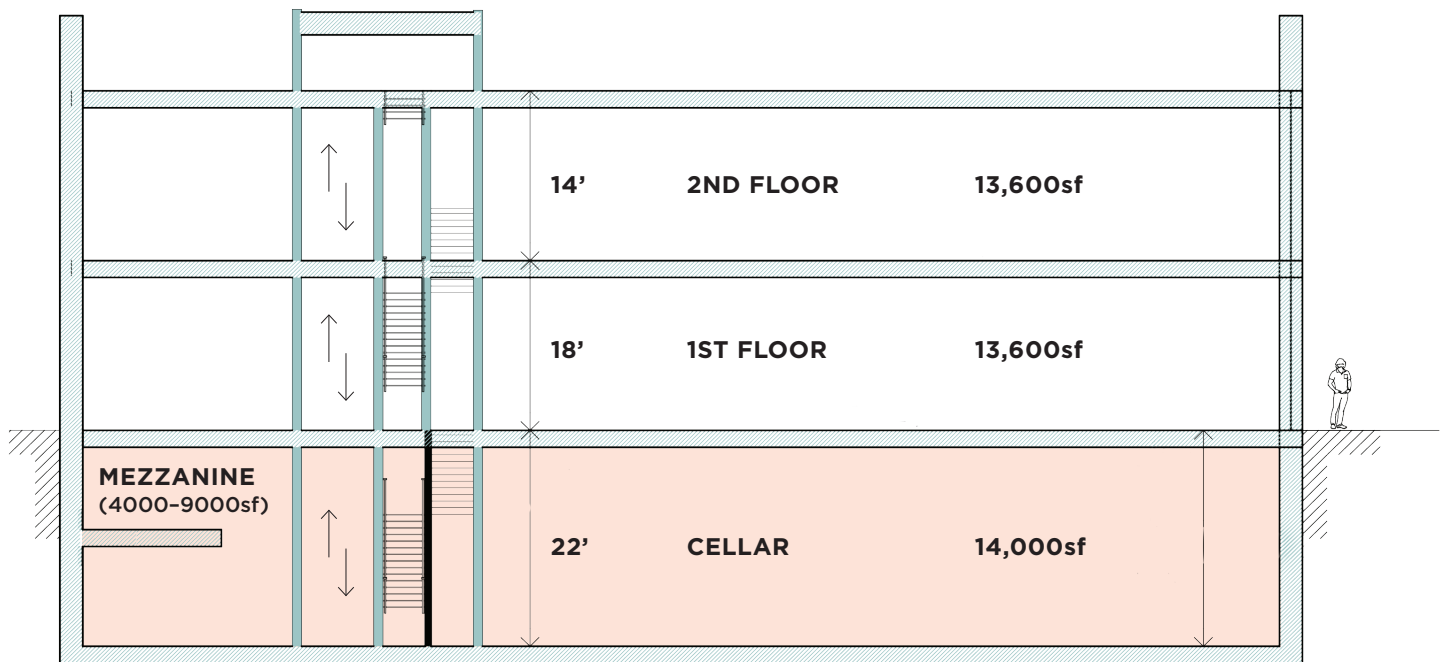 14’ 2ND FLOOR 13,600sf
18’ 1ST FLOOR 13,600sf
MEZZANINE
(4000–9000sf)
22’ CELLAR 14,000sf